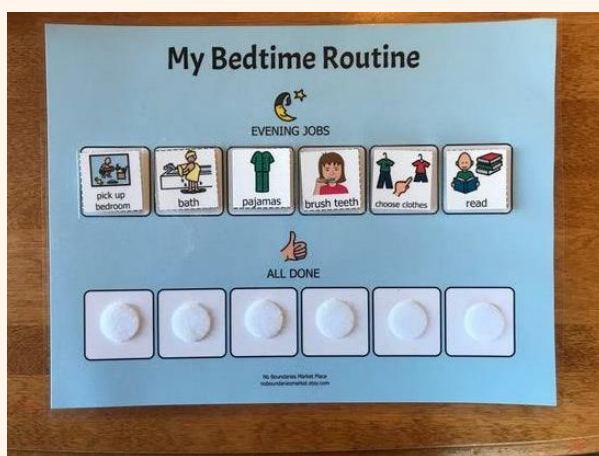 My Bedtime Routine
EVENING JOBS
pick up
bedroom
bath
pajamas
brush teeth
choose clothes
read
ALL DONE
No Boundaries Market Place
noboundariesmarket.etsy.com